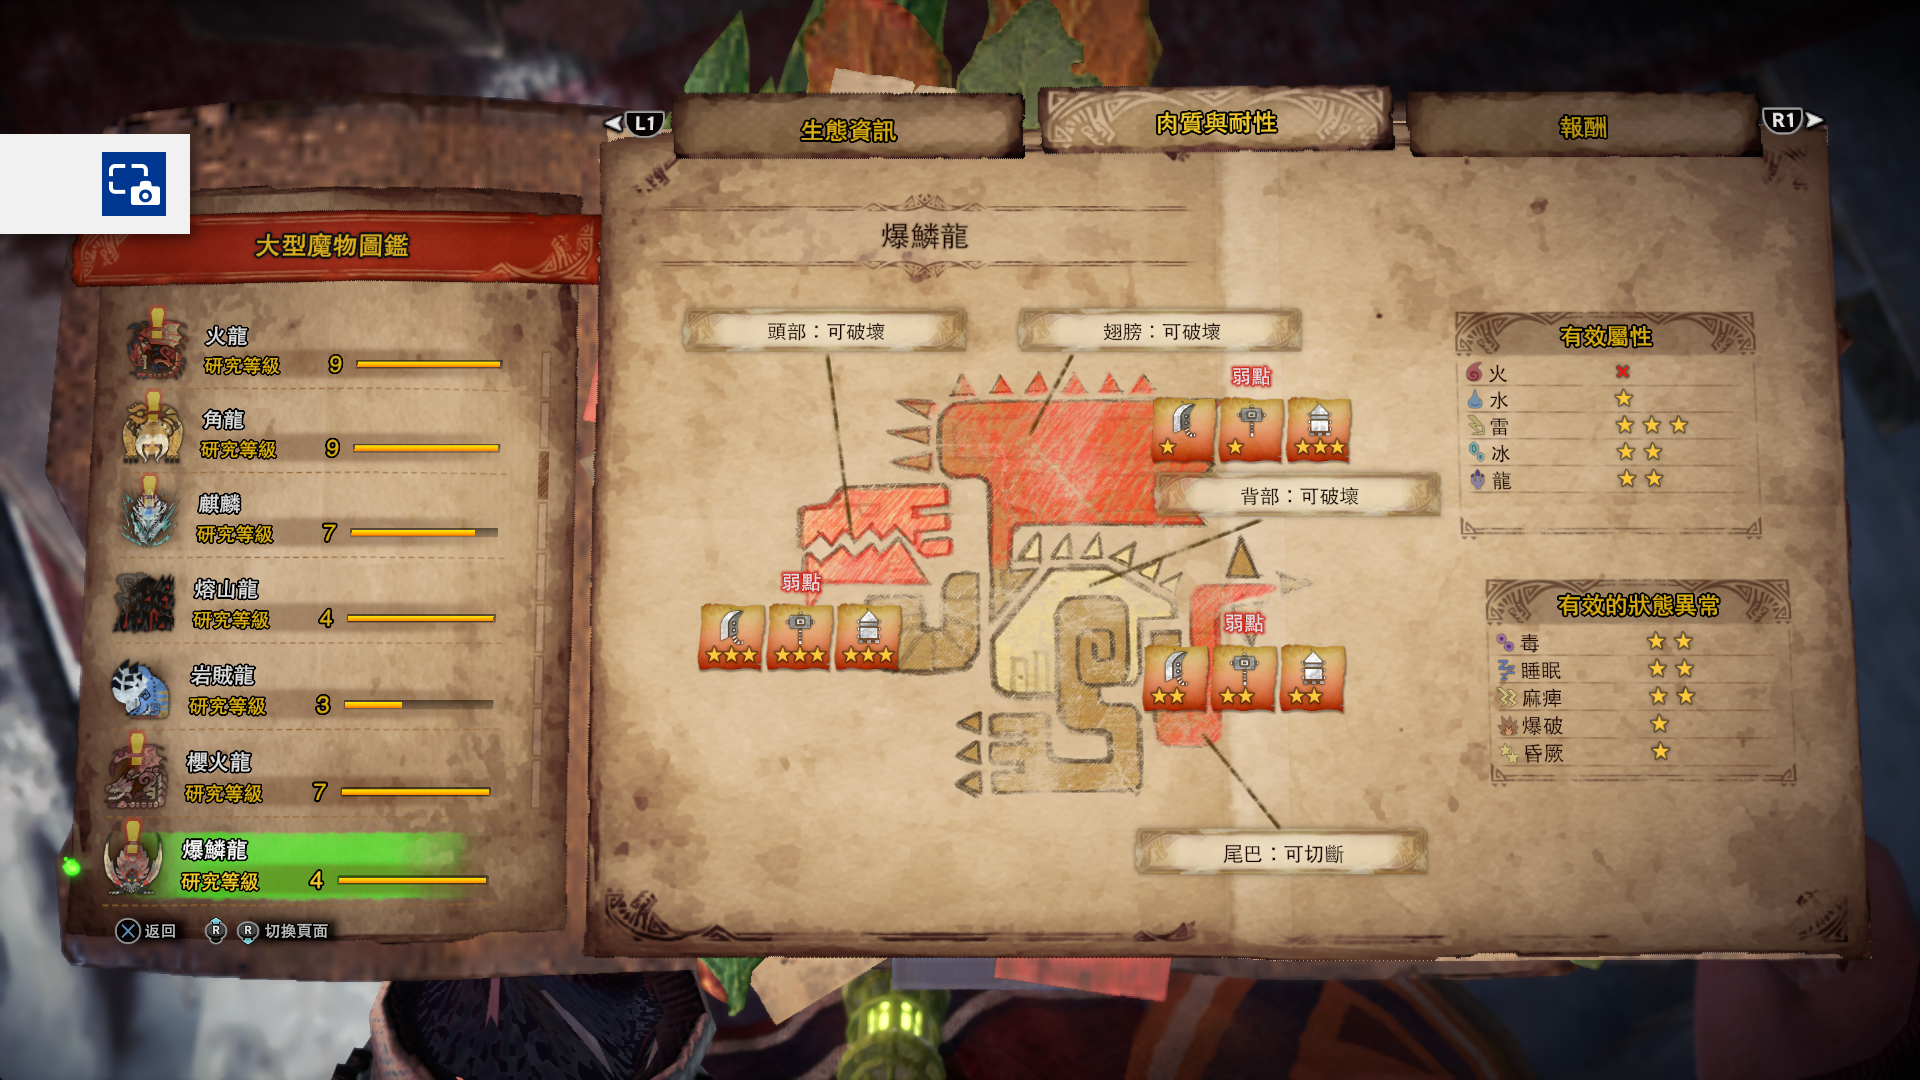 L1
生態資訊
肉質與耐性
報酬
R1
大型魔物圖鑑
火龍
研究等級 9
角龍
研究等級 9
麒麟
研究等級 7
熔山龍
研究等級 4
岩賊龍
研究等級 3
櫻火龍
研究等級 7
爆鱗龍
研究等級 4
返回
R
R
切換頁面
爆鱗龍
頭部：可破壞
翅膀：可破壞
弱點
背部：可破壞
弱點
弱點
尾巴：可切斷
有效屬性
火
水
雷
冰
龍
有效的狀態異常
毒
睡眠
麻痺
爆破
昏厥